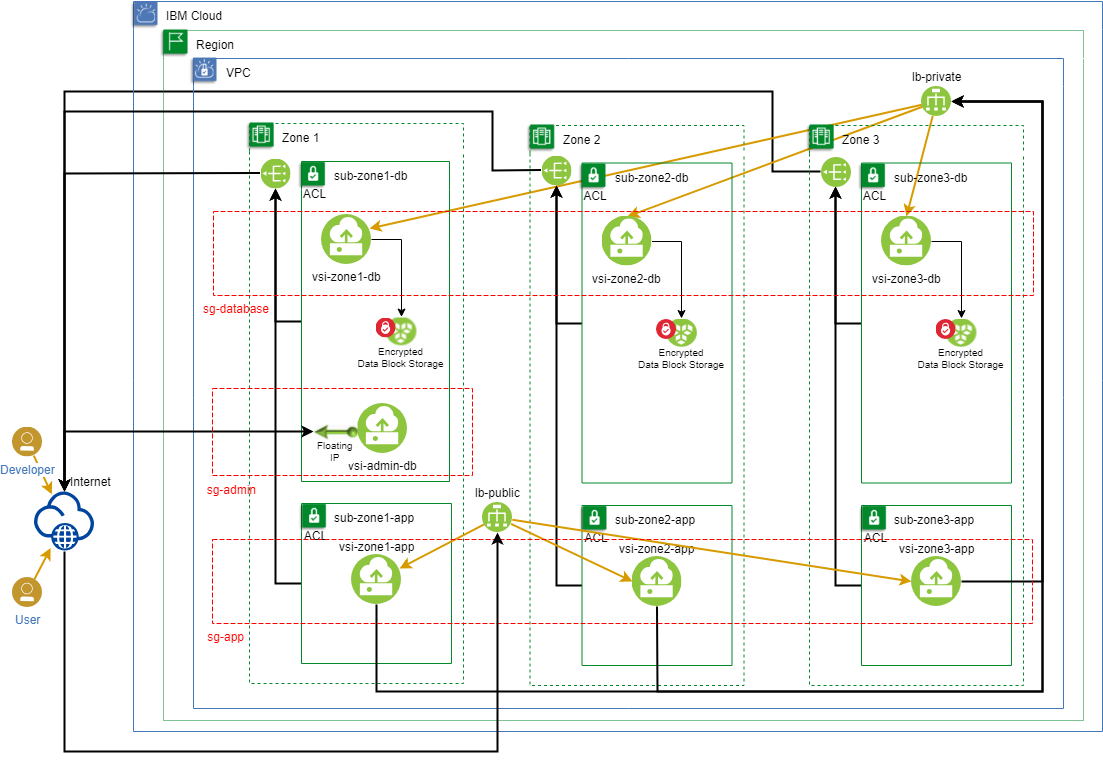 IBM Cloud
Region
VPC
lb-private
Zone 1
Zone 2
Zone 3
sub-zone1-db
ACL
sub-zone2-db
ACL
sub-zone3-db
ACL
vsi-zone1-db
vsi-zone2-db
vsi-zone3-db
sg-database
Encrypted
Data Block Storage
Encrypted
Data Block Storage
Encrypted
Data Block Storage
Floating
IP
vsi-admin-db
sg-admin
Developer
Internet
User
lb-public
sub-zone1-app
ACL
sub-zone2-app
ACL
sub-zone3-app
ACL
vsi-zone1-app
vsi-zone2-app
vsi-zone3-app
sg-app